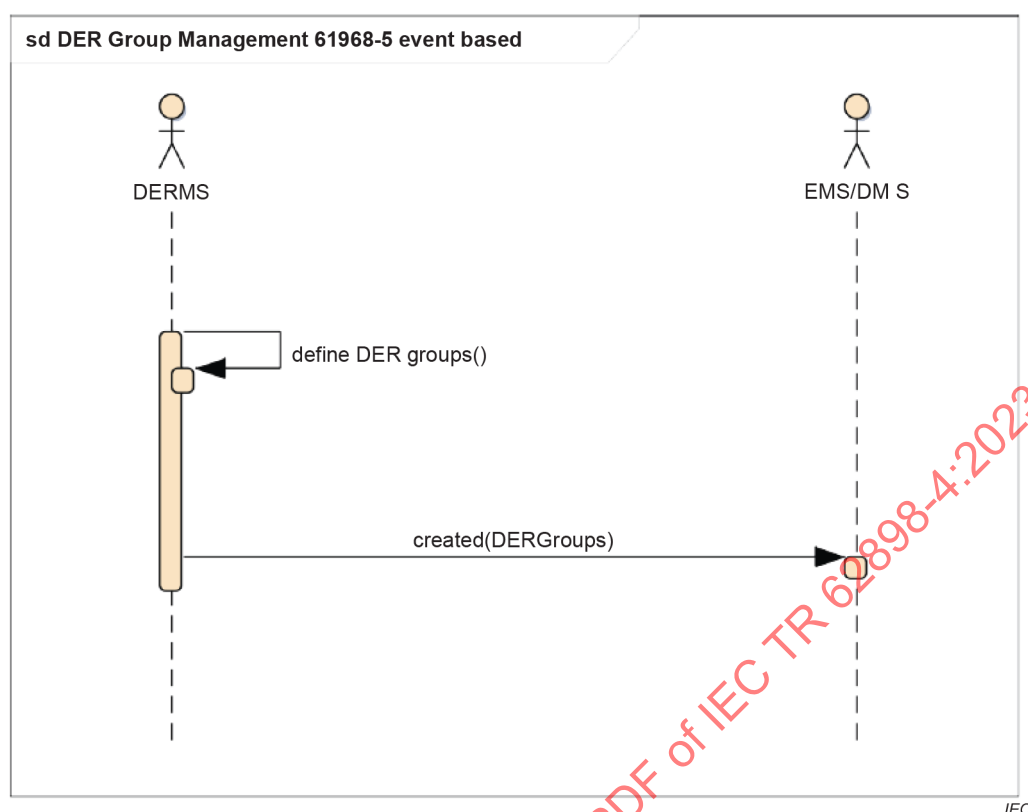 sd DER Group Management 61968-5 event based
DERMS
EMS/DM S
define DER groups()
created(DERGroups)
PDF of IEC TR 62898-4:2023
IEC